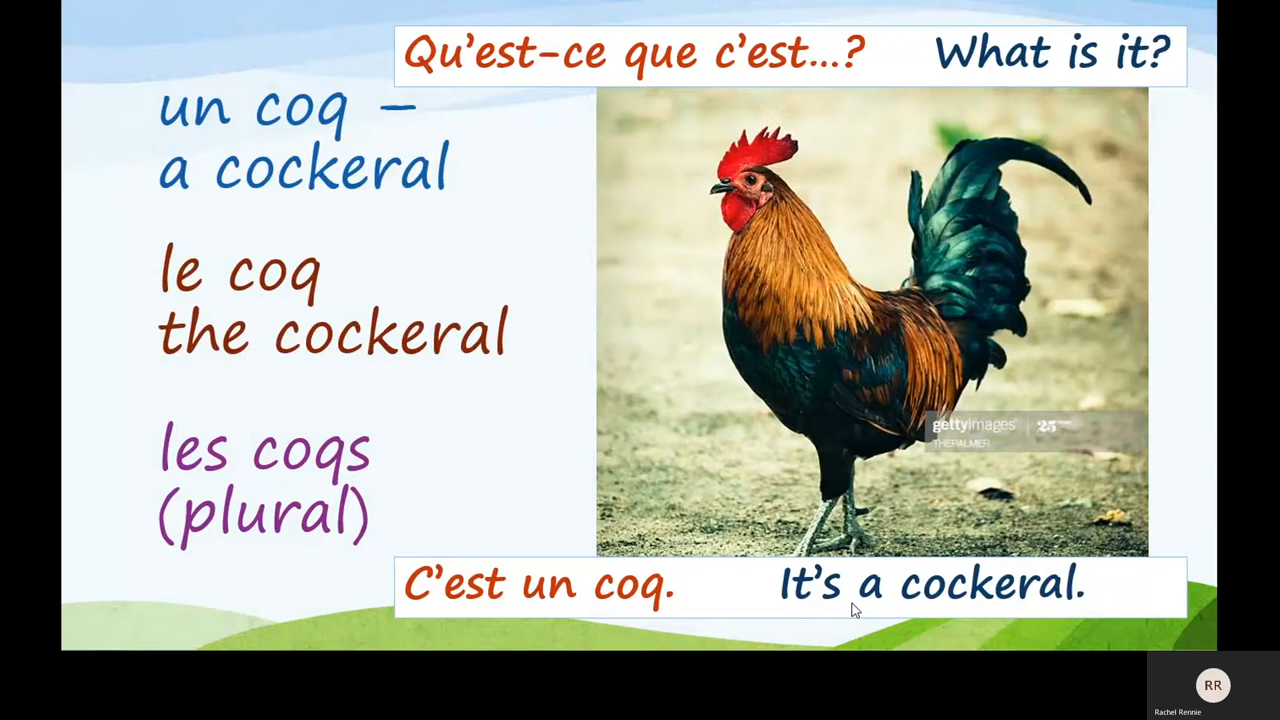 Qu'est-ce que c'est...? What is it?
un coq –
a cockeral
le coq
the cockeral
les coqs
(plural)
gettyimages®
THEPALMER
C'est un coq. It's a cockeral.
RR
Rachel Rennie